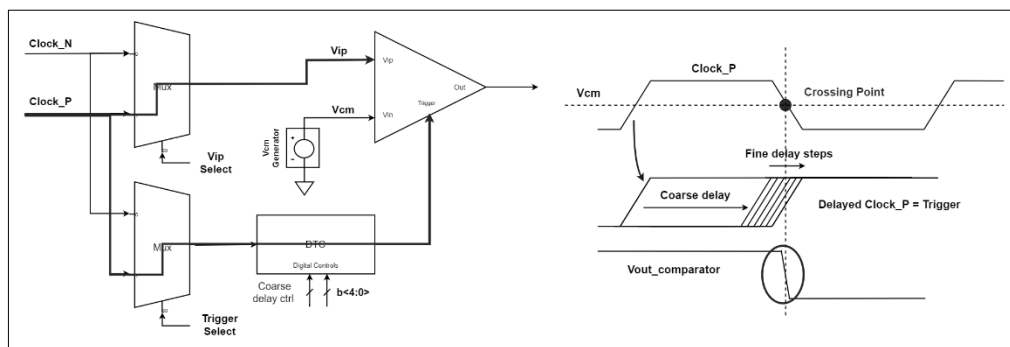 Clock_N
Clock_P
Mux
Vip
Select
Mux
Trigger
Select
Vip
Vcm
Vcm
Generator
Vip
Vin
Trigger
Out
DTC
Digital Controls
Coarse
delay ctrl
b<4:0>
Vcm
Clock_P
Crossing Point
Fine delay steps
Coarse delay
Delayed Clock_P = Trigger
Vout_comparator